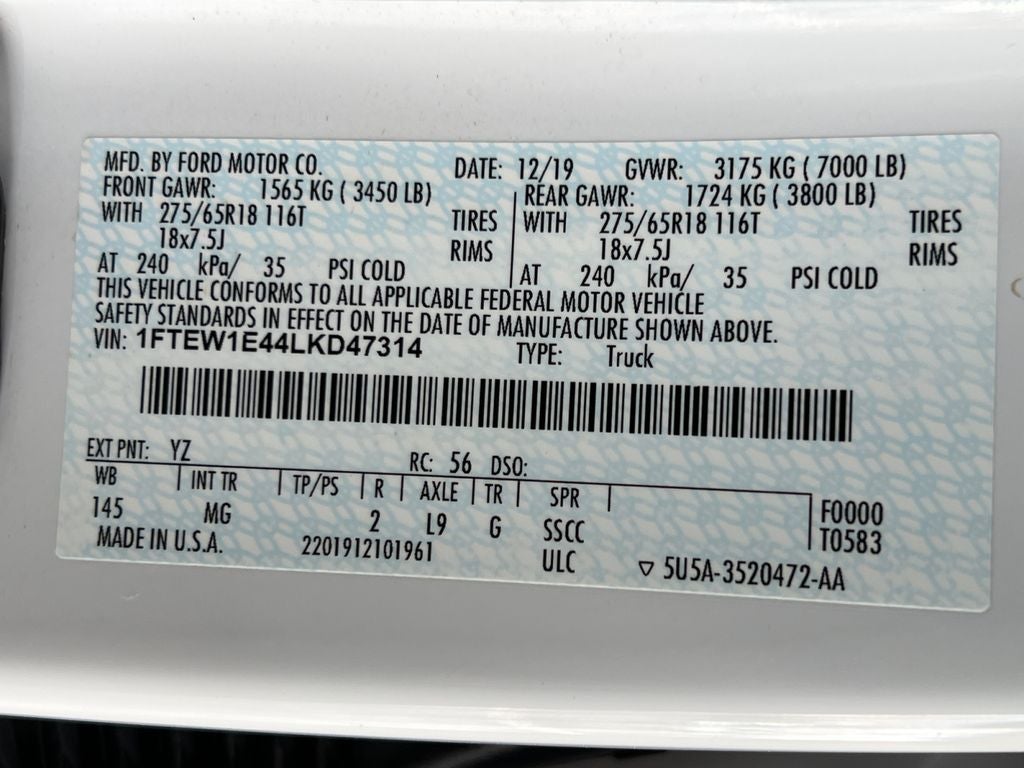 MFD. BY FORD MOTOR CO. DATE: 12/19 GVWR: 3175 KG ( 7000 LB)
FRONT GAWR: 1565 KG ( 3450 LB) REAR GAWR: 1724 KG ( 3800 LB)
WITH 275/65R18 116T TIRES WITH 275/65R18 116T TIRES
18x7.5J RIMS 18x7.5J RIMS
AT 240 kPa/ 35 PSI COLD AT 240 kPa/ 35 PSI COLD
THIS VEHICLE CONFORMS TO ALL APPLICABLE FEDERAL MOTOR VEHICLE
SAFETY STANDARDS IN EFFECT ON THE DATE OF MANUFACTURE SHOWN ABOVE.
VIN: 1FTEW1E44LKD47314 TYPE: Truck
EXT PNT: YZ RC: 56 DSO:
WB INT TR TP/PS R AXLE TR SPR F0000
145 MG 2 L9 G SSCC T0583
MADE IN U.S.A. 2201912101961 ULC ▽ 5U5A-3520472-AA